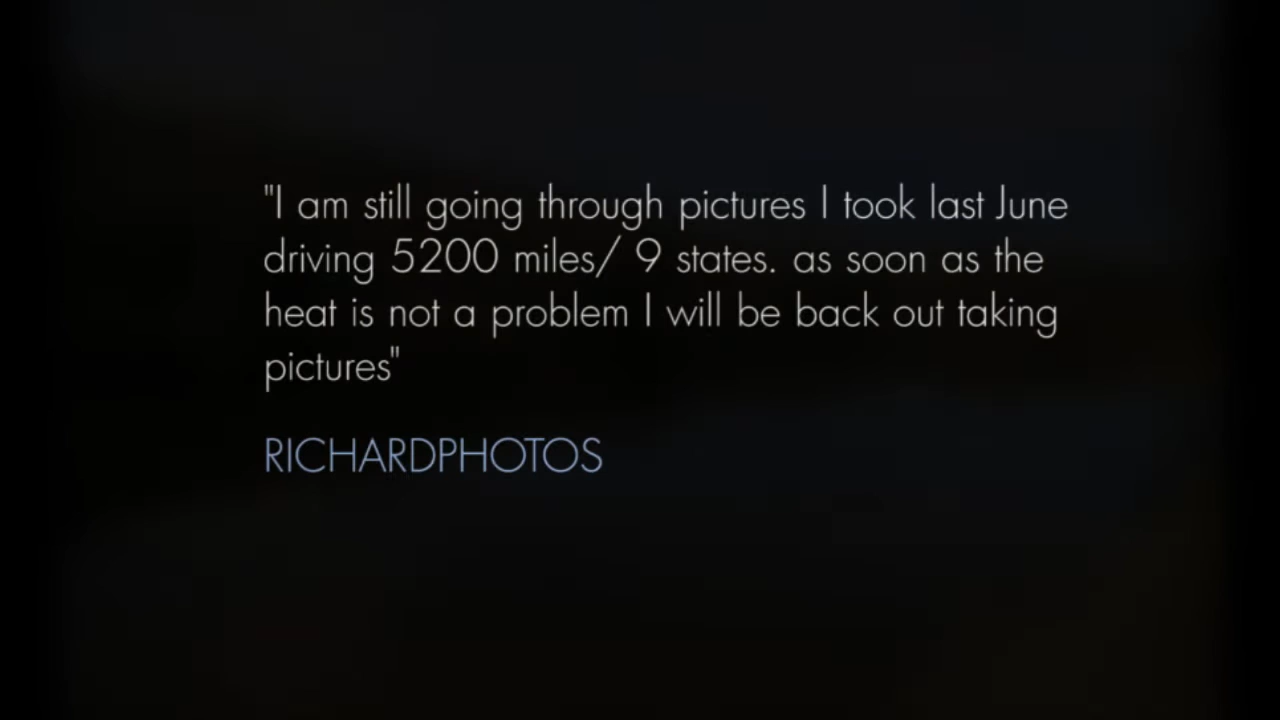 "I am still going through pictures I took last June
driving 5200 miles/ 9 states. as soon as the
heat is not a problem I will be back out taking
pictures"
RICHARDPHOTOS